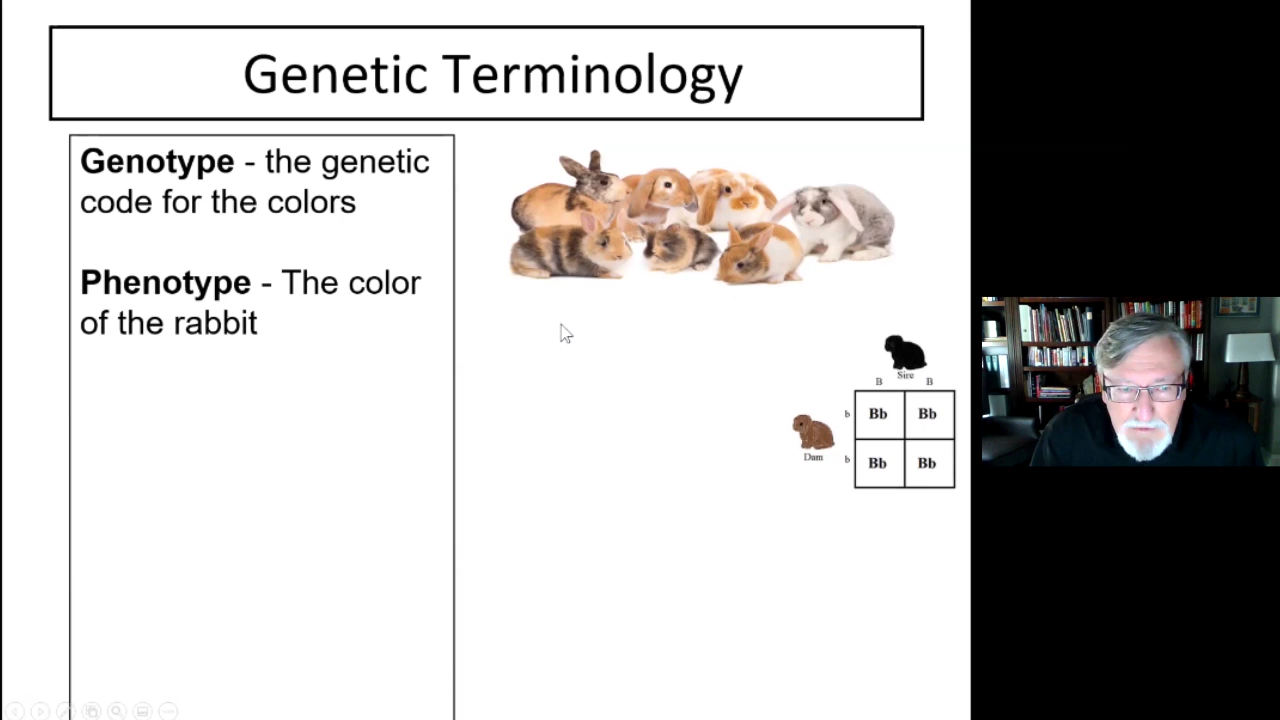 Genetic Terminology
Genotype - the genetic
code for the colors
Phenotype - The color
of the rabbit
Sire
B B
b Bb Bb
Dam
b Bb Bb